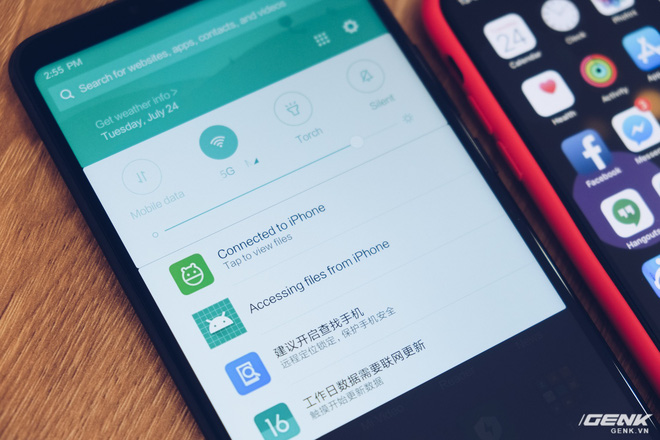 2:55 PM
Search for websites, apps, contacts, and videos
Get weather info >
Tuesday, July 24
Mobile data
5G
Torch
Silent
Connected to iPhone
Tap to view files
Accessing files from iPhone
建议开启查找手机
远程定位锁定，保护手机安全
16
工作日数据需要联网更新
触摸开始更新数据
24
Calendar
Clock
Photos
Health
Activity
Facebook
Hangouts
GENK
GENK.VN